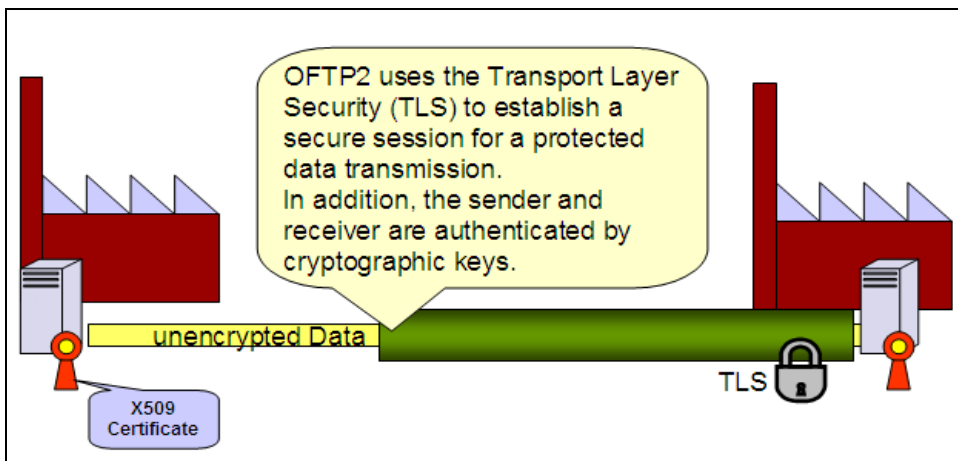 OFTP2 uses the Transport Layer
Security (TLS) to establish a
secure session for a protected
data transmission.
In addition, the sender and
receiver are authenticated by
cryptographic keys.
unencrypted Data
TLS
X509
Certificate